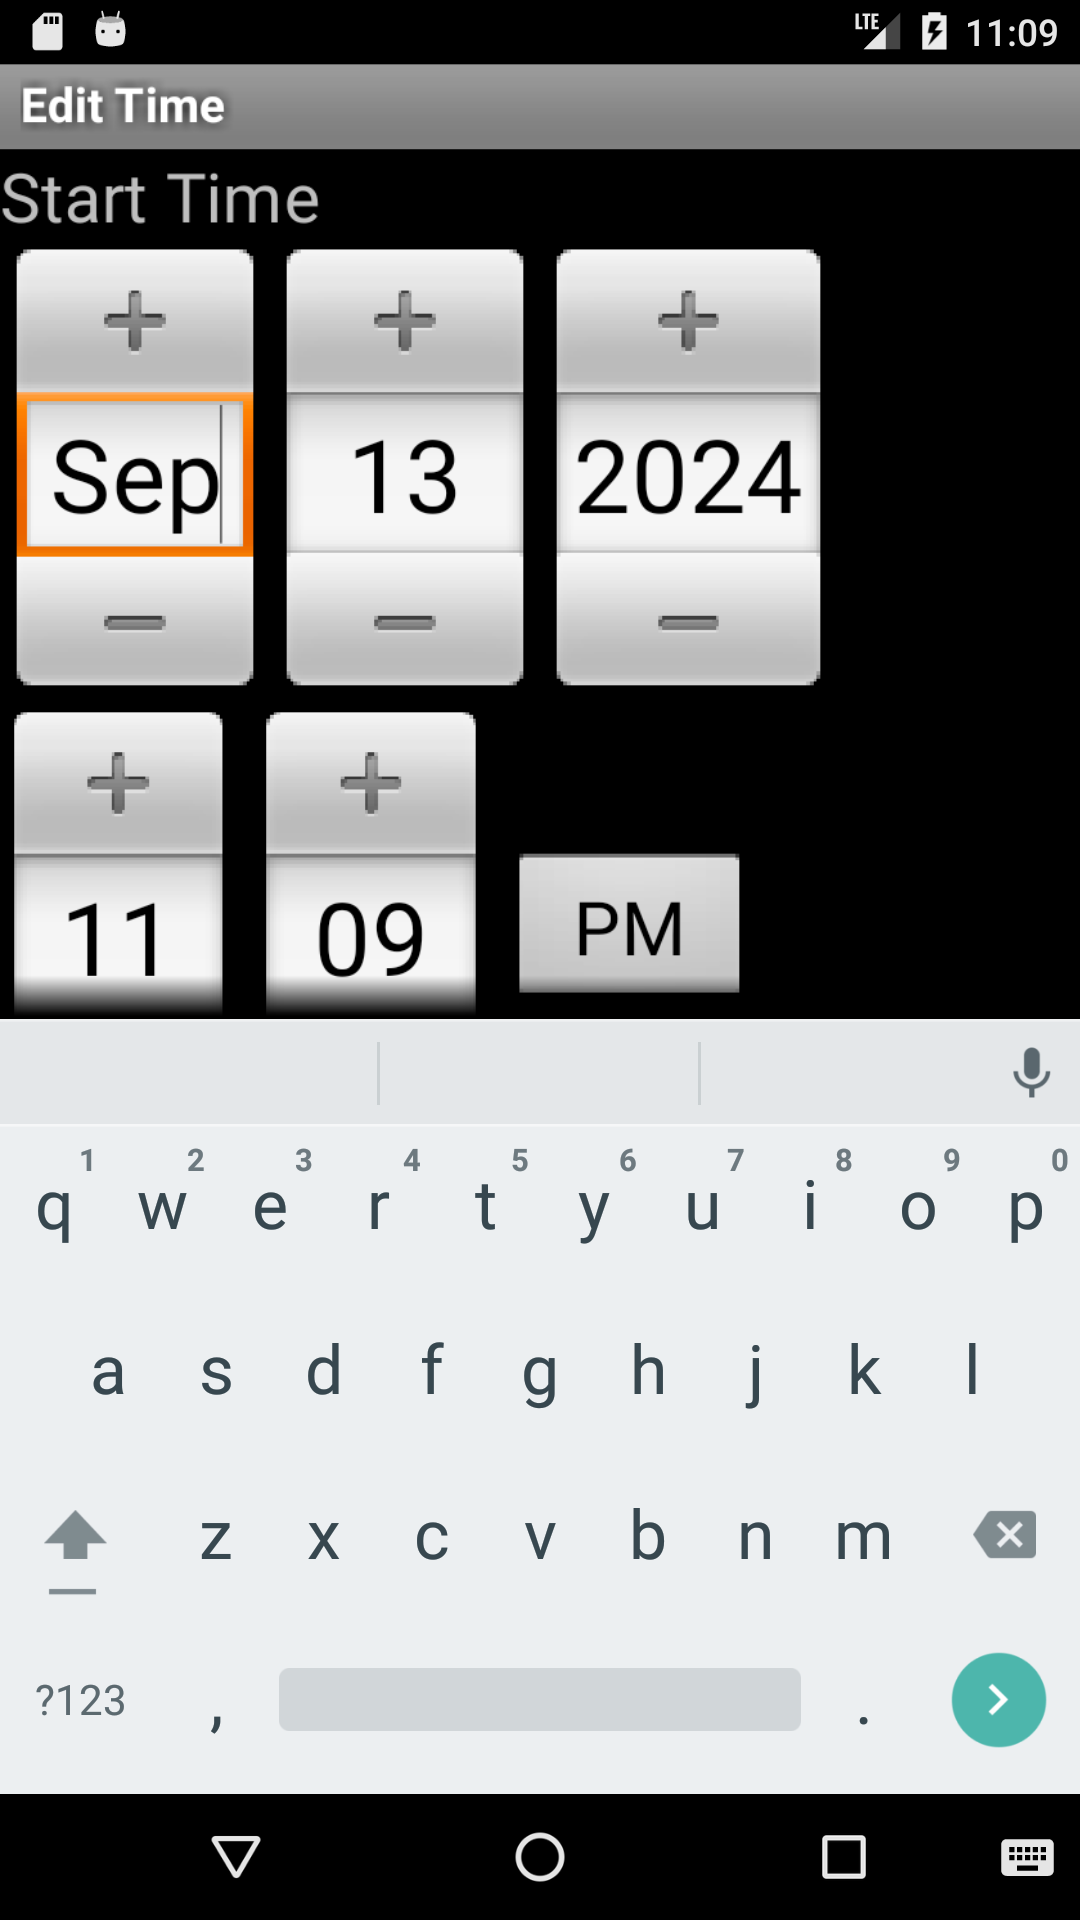 LTE 11:09
Edit Time
Start Time
Sep 13 2024
11 09 PM
1 2 3 4 5 6 7 8 9 0
q w e r t y u i o p
a s d f g h j k l
z x c v b n m
?123 , .